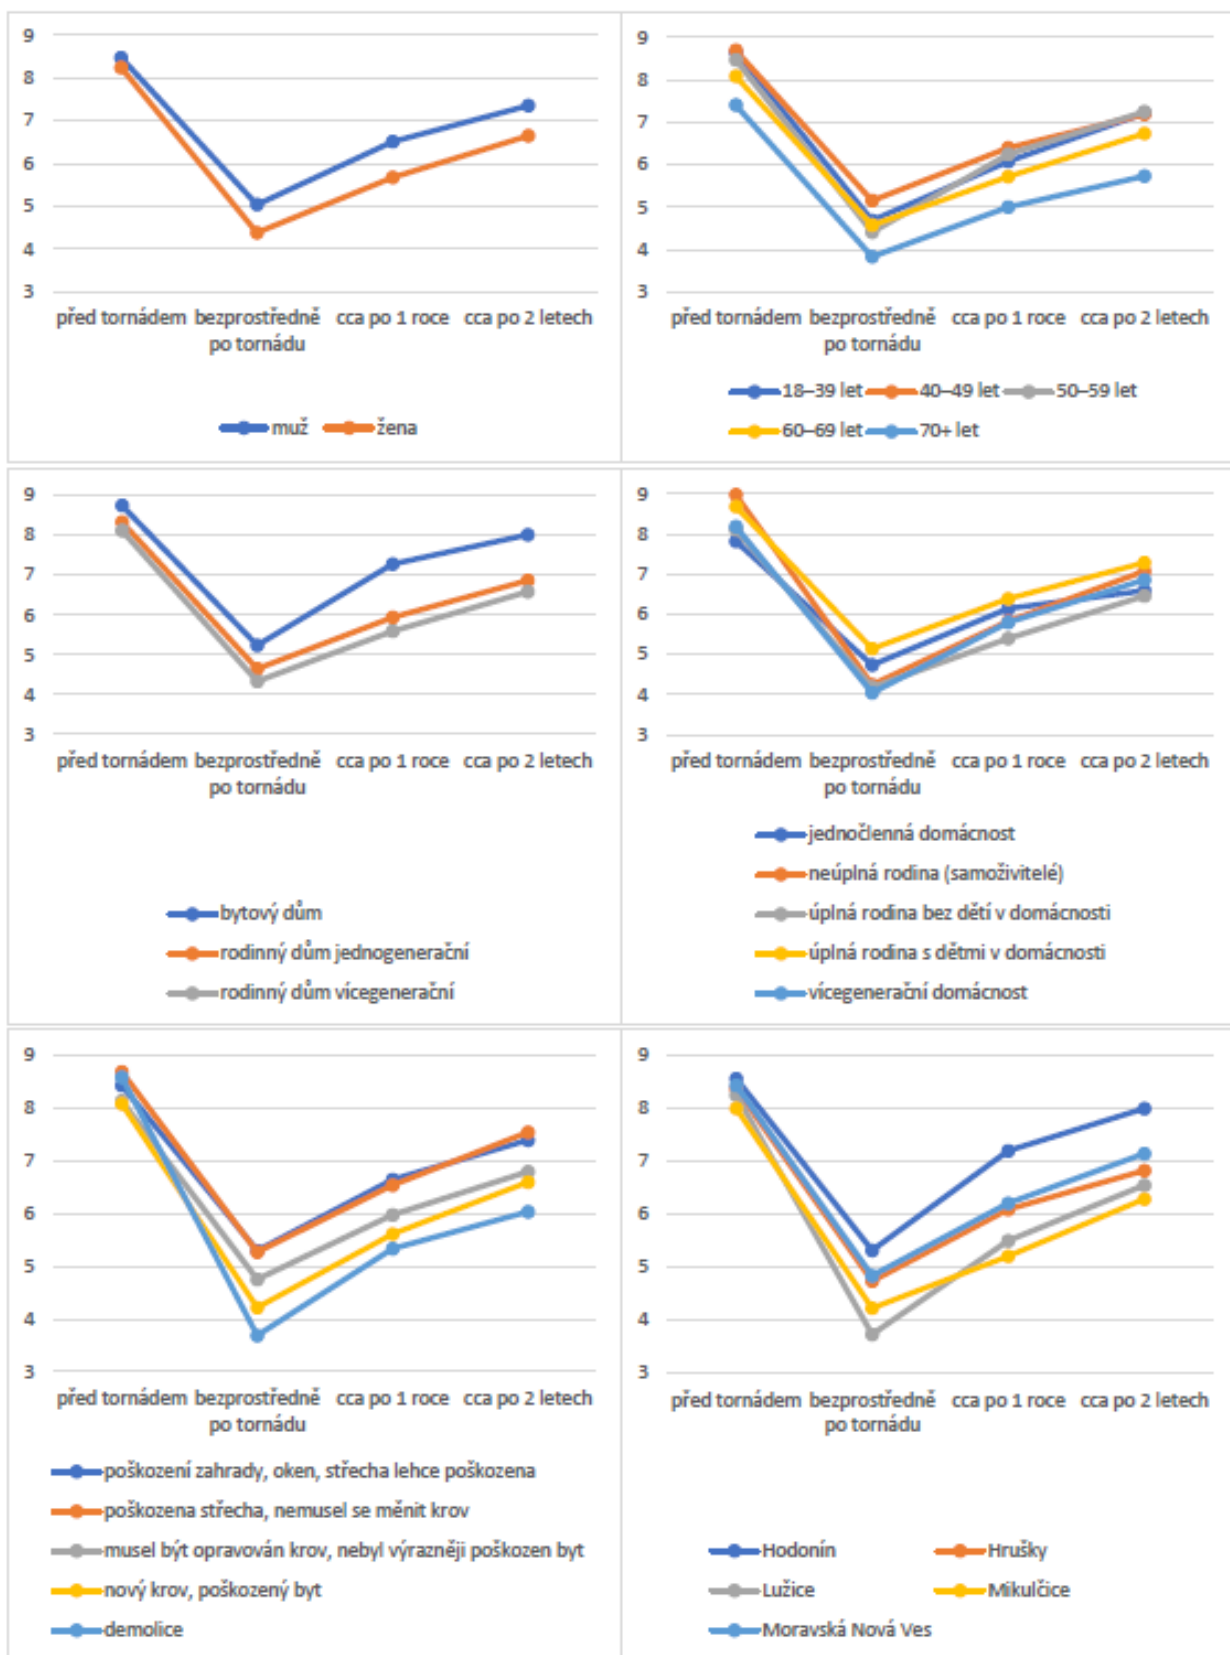 9
8
7
6
5
4
3
před tornádem bezprostředně cca po 1 roce cca po 2 letech
po tornádu
muž žena
9
8
7
6
5
4
3
před tornádem bezprostředně cca po 1 roce cca po 2 letech
po tornádu
18–39 let 40–49 let 50–59 let
60–69 let 70+ let
9
8
7
6
5
4
3
před tornádem bezprostředně cca po 1 roce cca po 2 letech
po tornádu
bytový dům
rodinný dům jednogenerační
rodinný dům vícegenerační
9
8
7
6
5
4
3
před tornádem bezprostředně cca po 1 roce cca po 2 letech
po tornádu
jednočlenná domácnost
neúplná rodina (samoživitelé)
úplná rodina bez dětí v domácnosti
úplná rodina s dětmi v domácnosti
vícegenerační domácnost
9
8
7
6
5
4
3
před tornádem bezprostředně cca po 1 roce cca po 2 letech
po tornádu
poškození zahrady, oken, střecha lehce poškozena
poškozena střecha, nemusel se měnit krov
musel být opravován krov, nebyl výrazněji poškozen byt
nový krov, poškozený byt
demolice
9
8
7
6
5
4
3
před tornádem bezprostředně cca po 1 roce cca po 2 letech
po tornádu
Hodonín Hrušky
Lužice Mikulčice
Moravská Nová Ves